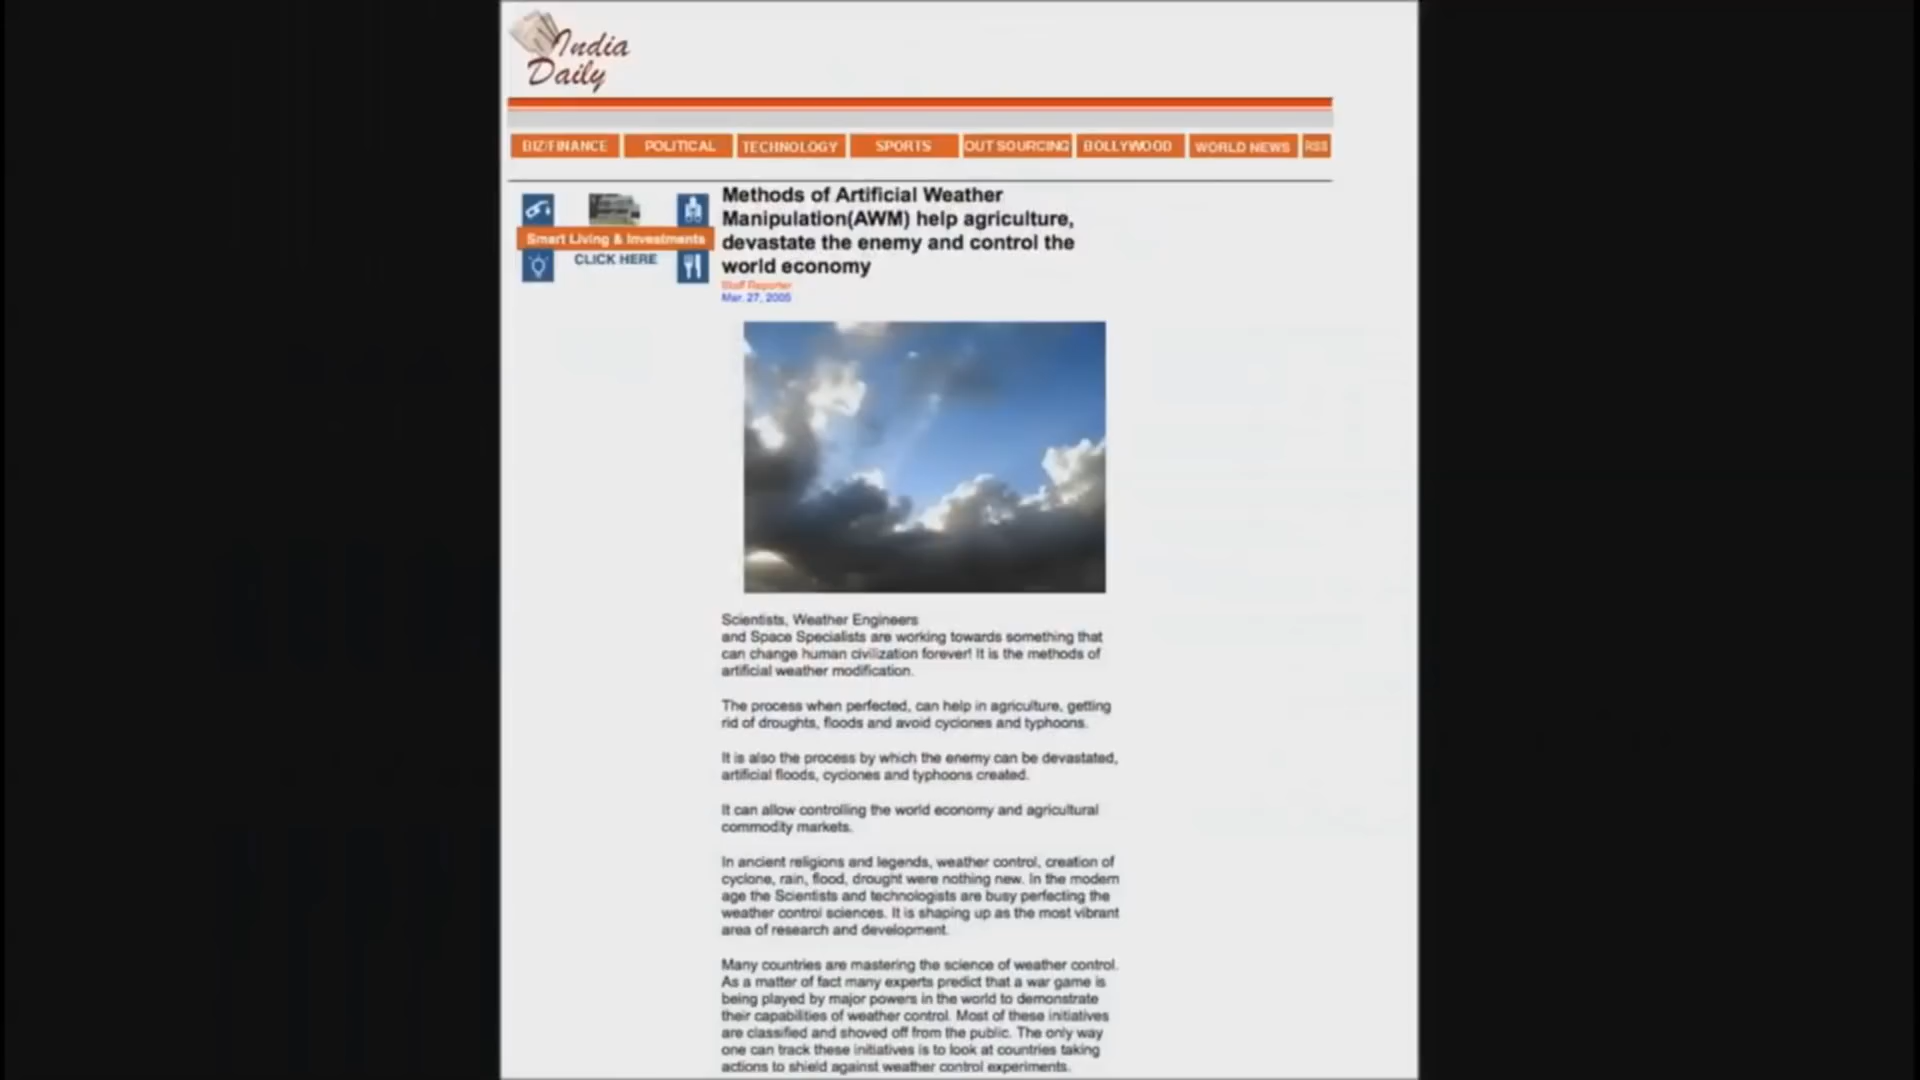 India
Daily
BIZ/FINANCE POLITICAL TECHNOLOGY SPORTS OUTSOURCING BOLLYWOOD WORLD NEWS RSS
Smart Living & Investments
CLICK HERE
Methods of Artificial Weather
Manipulation(AWM) help agriculture,
devastate the enemy and control the
world economy
Staff Reporter
Mar. 27, 2005
Scientists, Weather Engineers
and Space Specialists are working towards something that
can change human civilization forever! It is the methods of
artificial weather modification.
The process when perfected, can help in agriculture, getting
rid of droughts, floods and avoid cyclones and typhoons.
It is also the process by which the enemy can be devastated,
artificial floods, cyclones and typhoons created.
It can allow controlling the world economy and agricultural
commodity markets.
In ancient religions and legends, weather control, creation of
cyclone, rain, flood, drought were nothing new. In the modern
age the Scientists and technologists are busy perfecting the
weather control sciences. It is shaping up as the most vibrant
area of research and development.
Many countries are mastering the science of weather control.
As a matter of fact many experts predict that a war game is
being played by major powers in the world to demonstrate
their capabilities of weather control. Most of these initiatives
are classified and shoved off from the public. The only way
one can track these initiatives is to look at countries taking
actions to shield against weather control experiments.